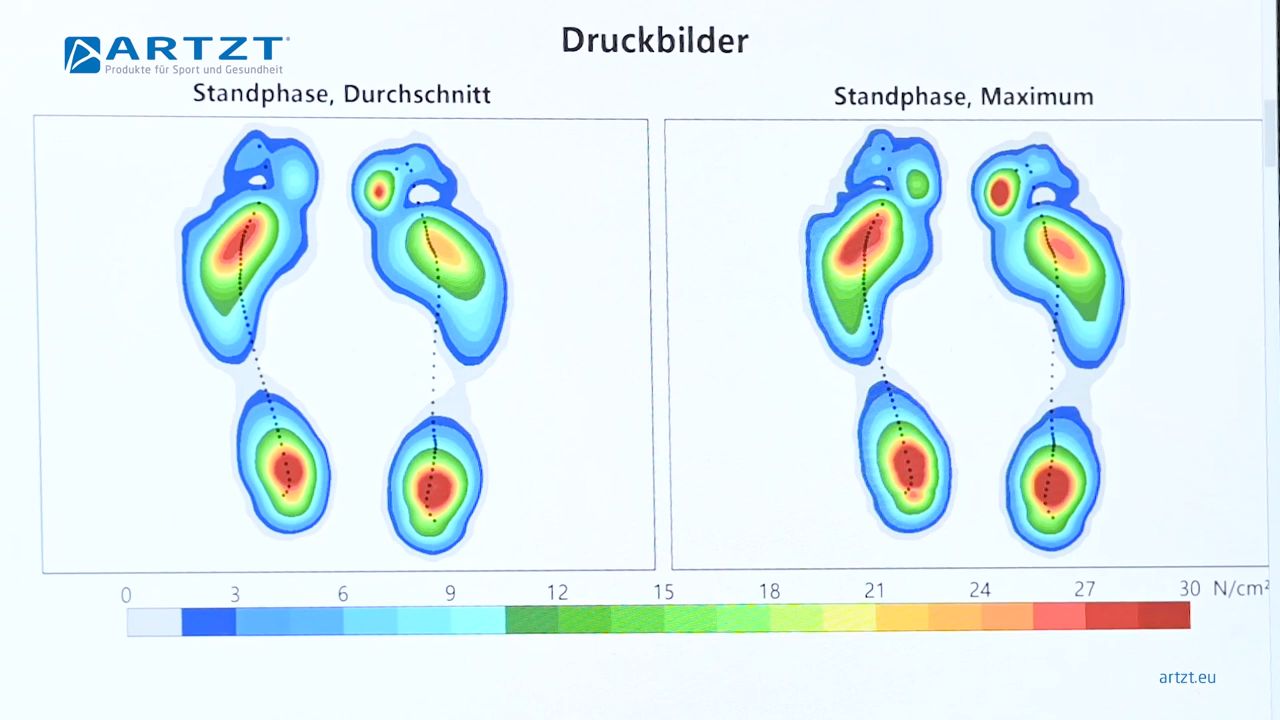 ARTZT
Produkte für Sport und Gesundheit
Druckbilder
Standphase, Durchschnitt
Standphase, Maximum
0 3 6 9 12 15 18 21 24 27 30 N/cm²
artzt.eu